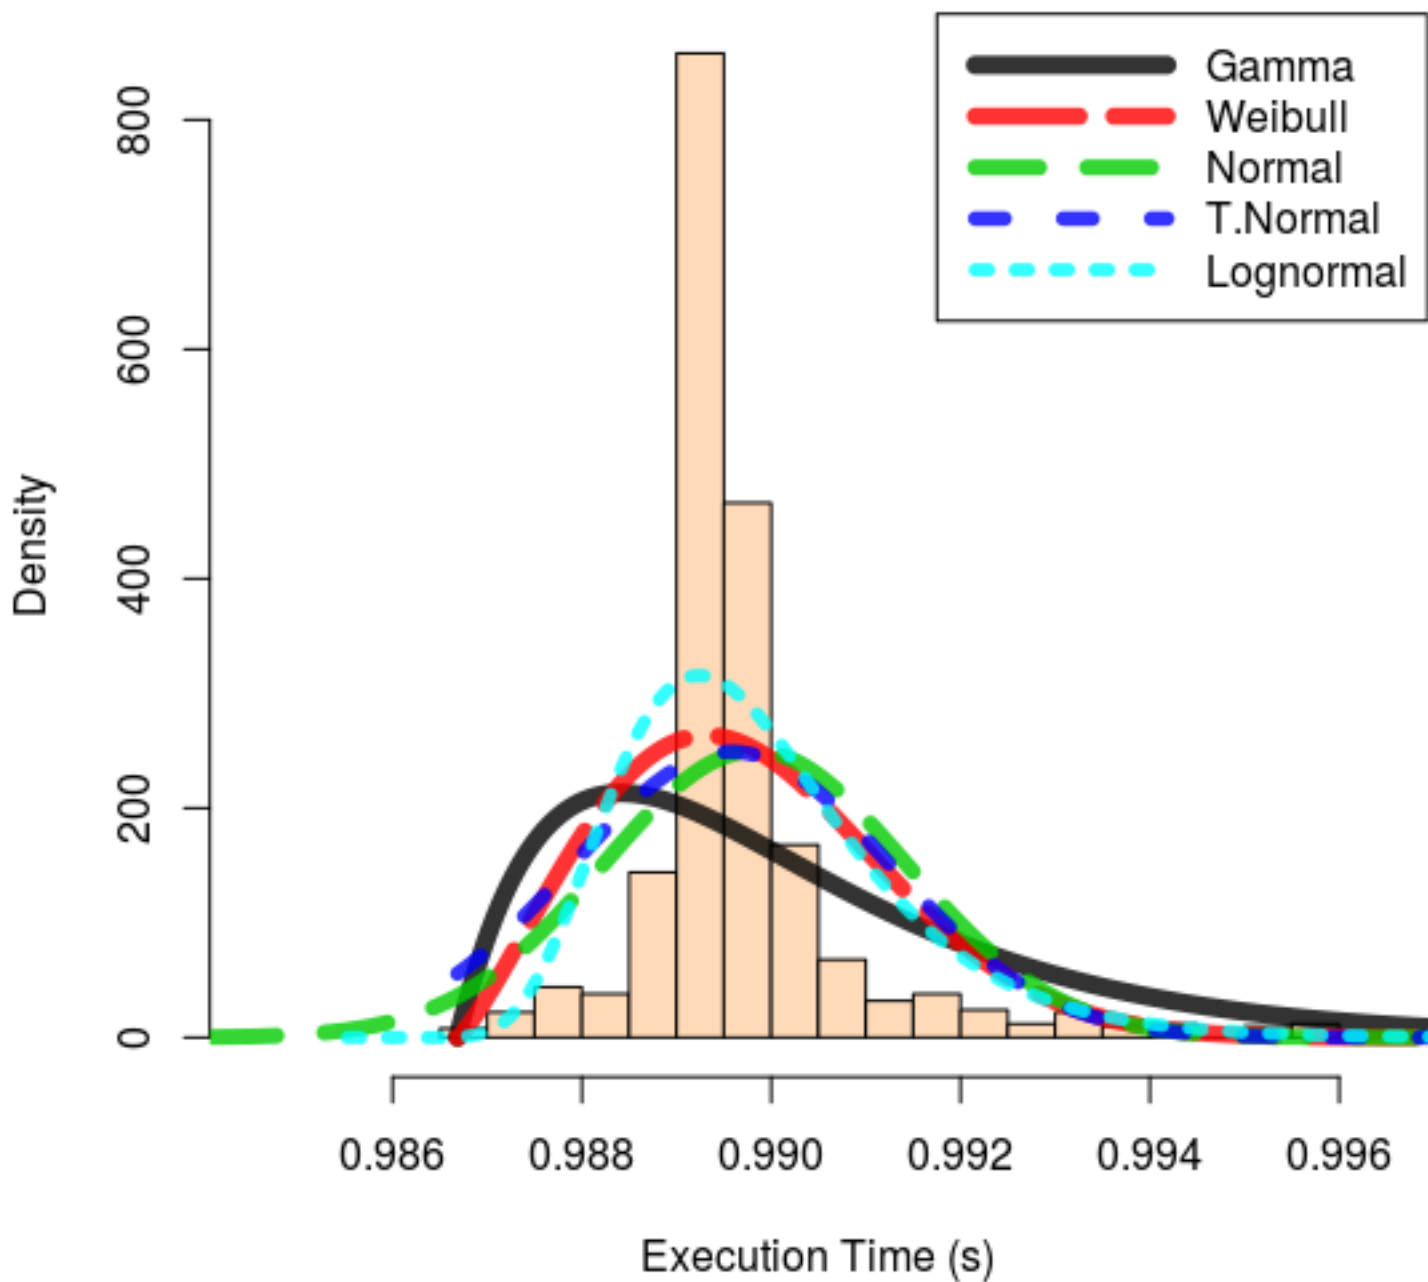 Gamma
Weibull
Normal
T.Normal
Lognormal
Density
800
600
400
200
0
0.986 0.988 0.990 0.992 0.994 0.996
Execution Time (s)